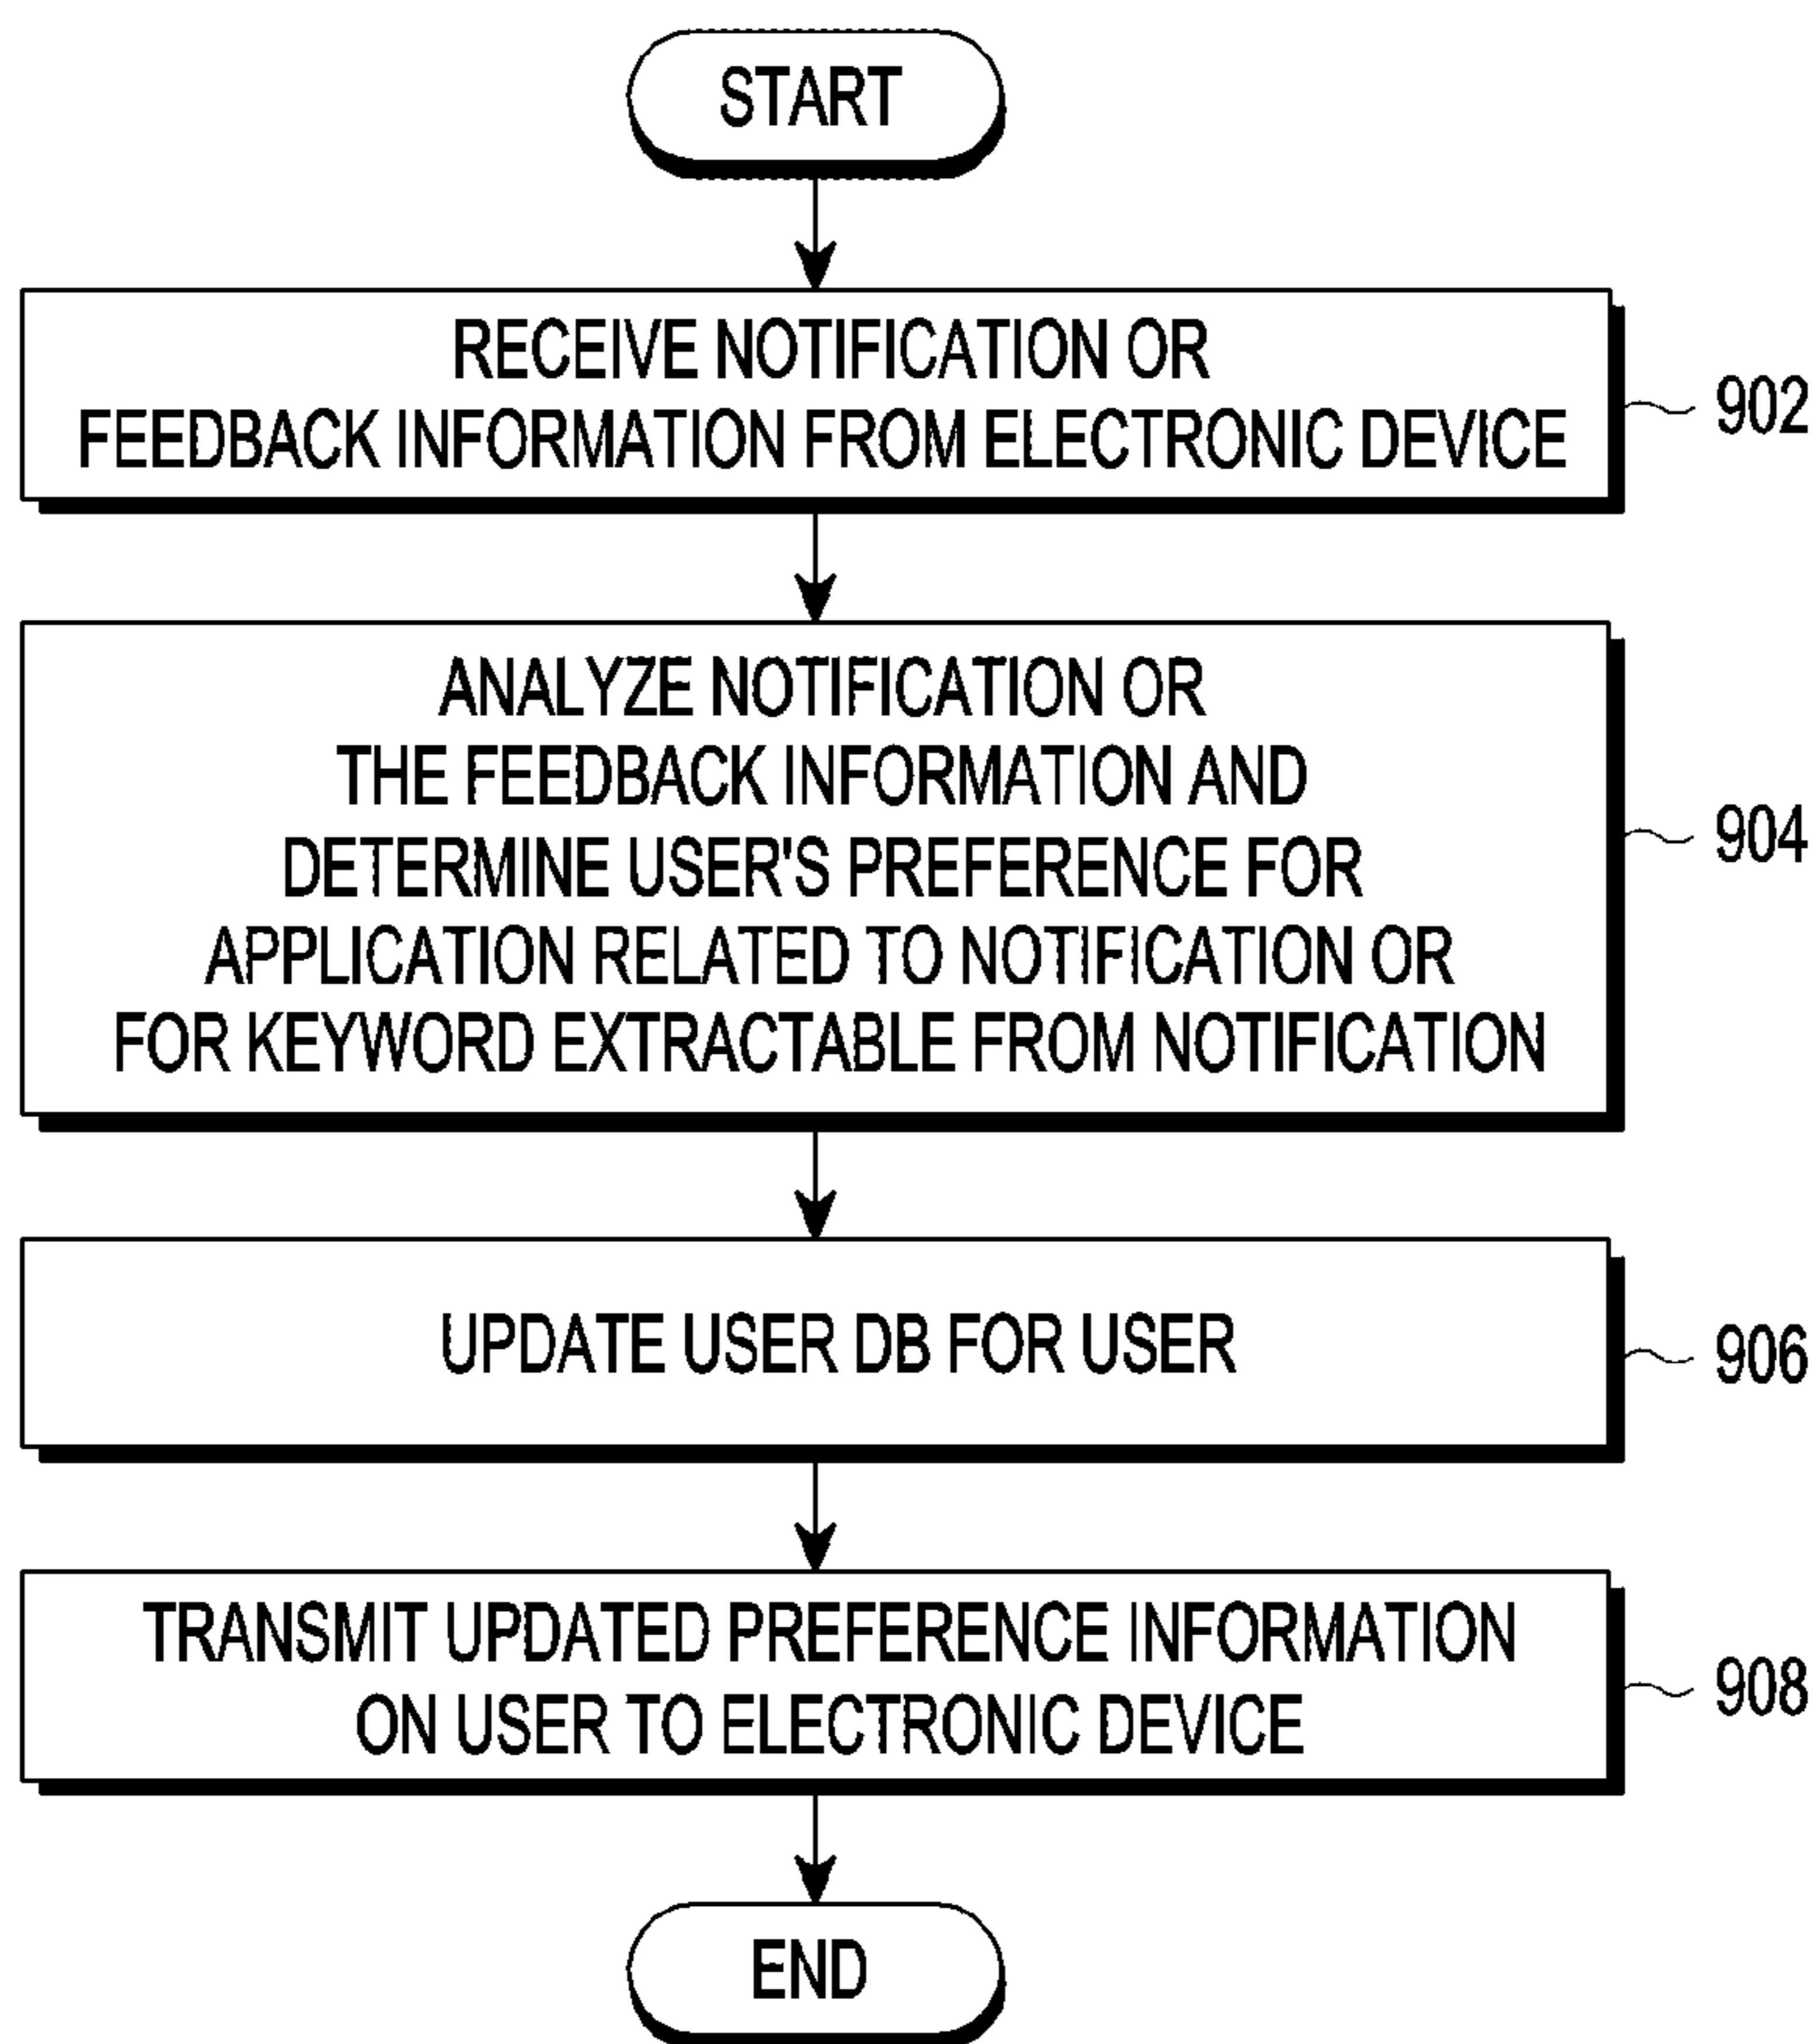 START
RECEIVE NOTIFICATION OR
FEEDBACK INFORMATION FROM ELECTRONIC DEVICE
902
ANALYZE NOTIFICATION OR
THE FEEDBACK INFORMATION AND
DETERMINE USER'S PREFERENCE FOR
APPLICATION RELATED TO NOTIFICATION OR
FOR KEYWORD EXTRACTABLE FROM NOTIFICATION
904
UPDATE USER DB FOR USER
906
TRANSMIT UPDATED PREFERENCE INFORMATION
ON USER TO ELECTRONIC DEVICE
908
END